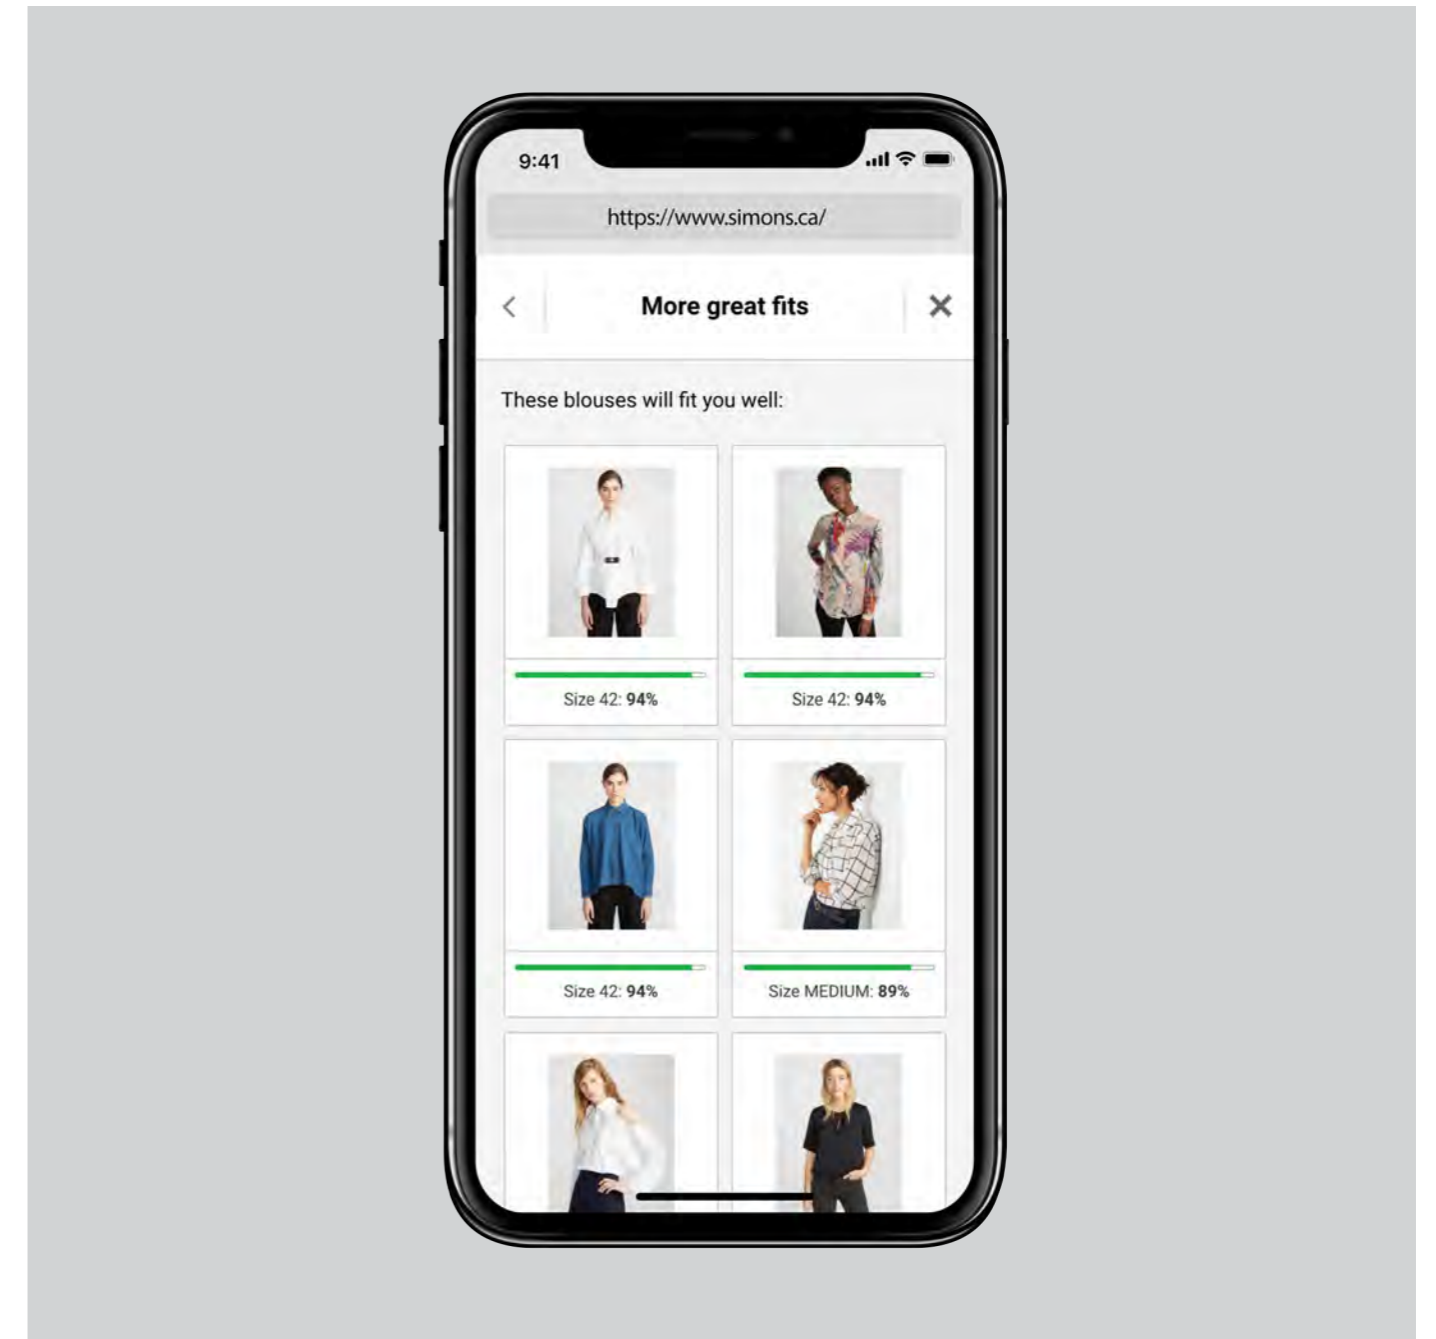 9:41
https://www.simons.ca/
More great fits
These blouses will fit you well:
Size 42: 94%
Size 42: 94%
Size 42: 94%
Size MEDIUM: 89%